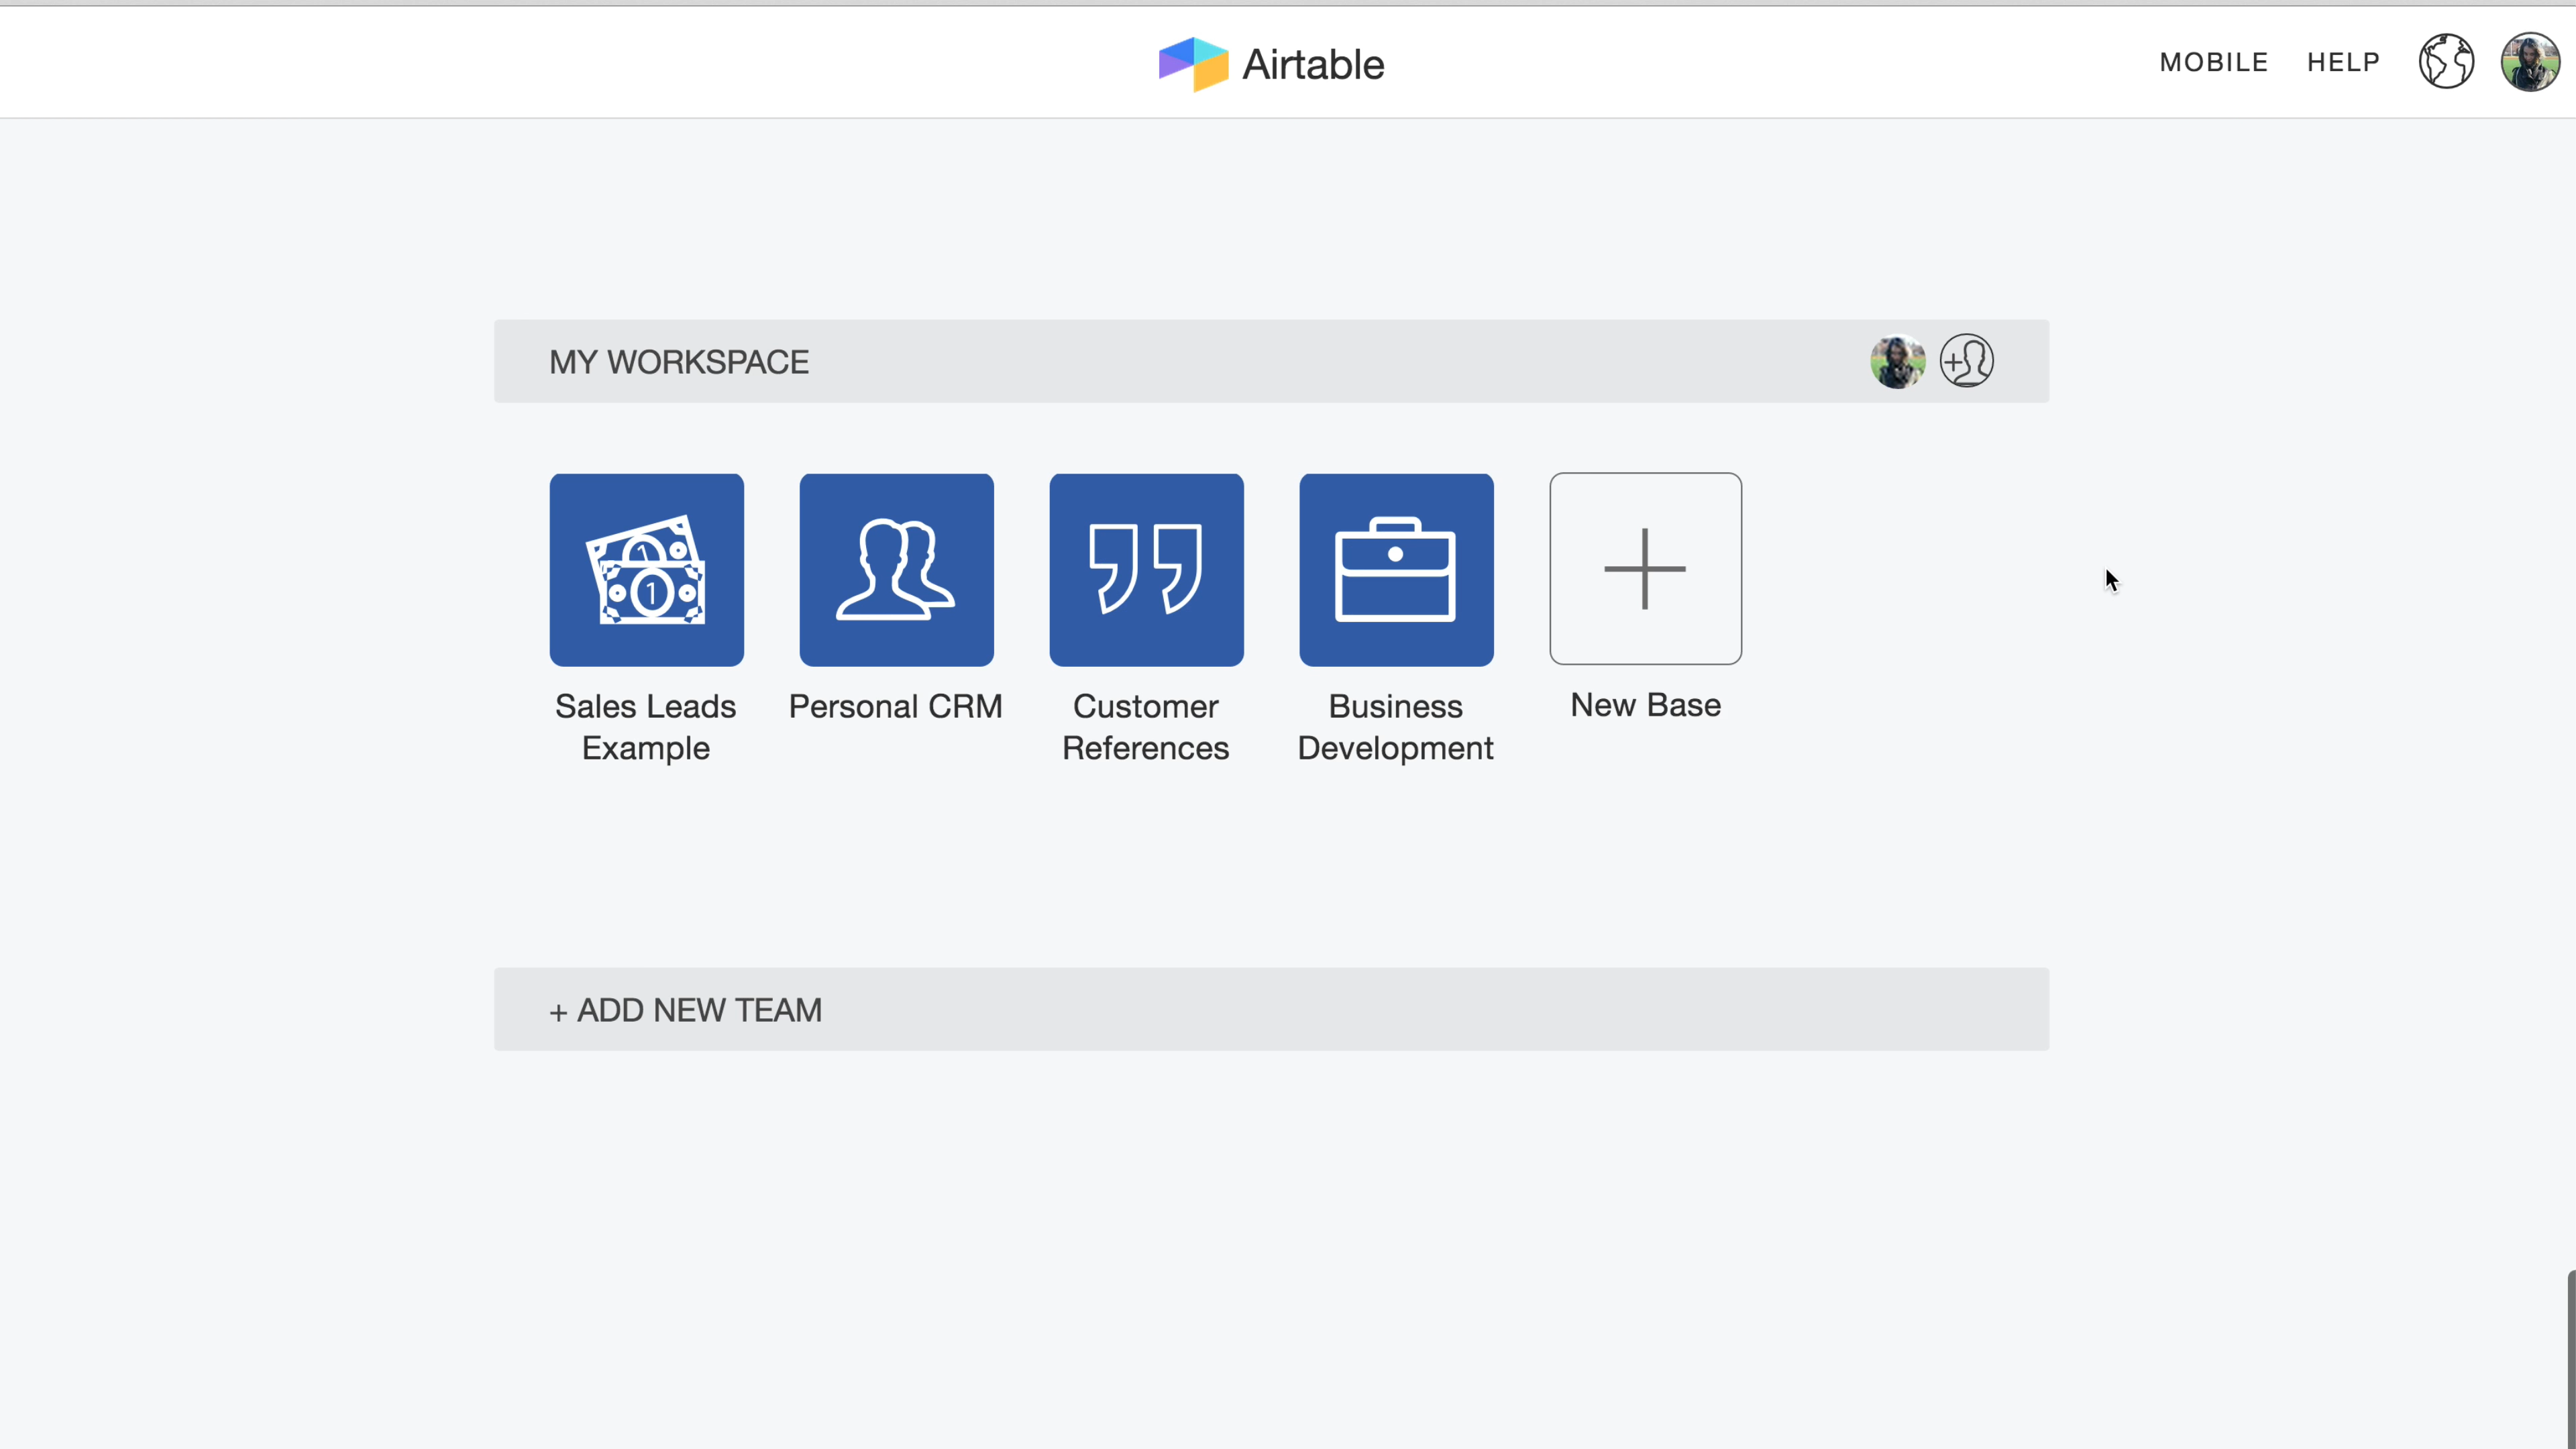 Airtable
MOBILE HELP
MY WORKSPACE
Sales Leads
Example
Personal CRM
Customer
References
Business
Development
New Base
+ ADD NEW TEAM